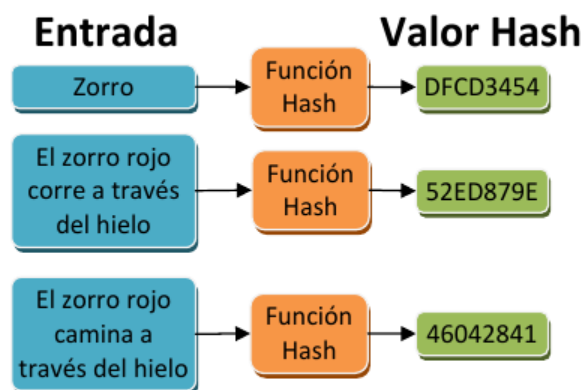 Entrada
Valor Hash
Zorro
Función
Hash
DFCD3454
El zorro rojo
corre a través
del hielo
Función
Hash
52ED879E
El zorro rojo
camina a
través del hielo
Función
Hash
46042841